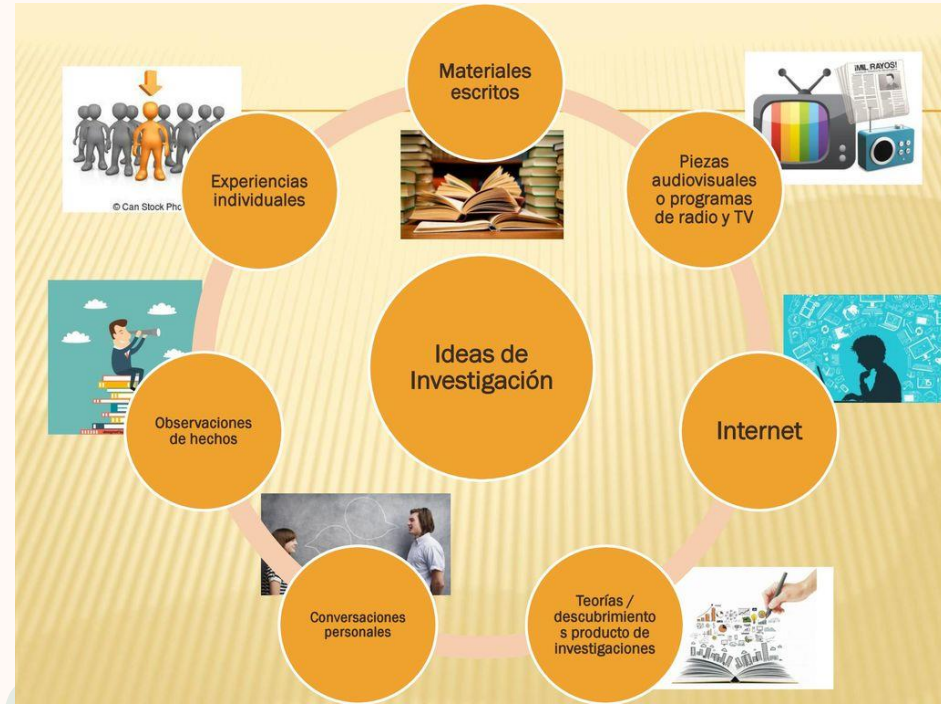 Materiales
escritos
¡MIL RAYOS!
Piezas
audiovisuales
o programas
de radio y TV
Internet
Teorías /
descubrimiento
s producto de
investigaciones
Conversaciones
personales
Observaciones
de hechos
Experiencias
individuales
© Can Stock Pho
Ideas de
Investigación